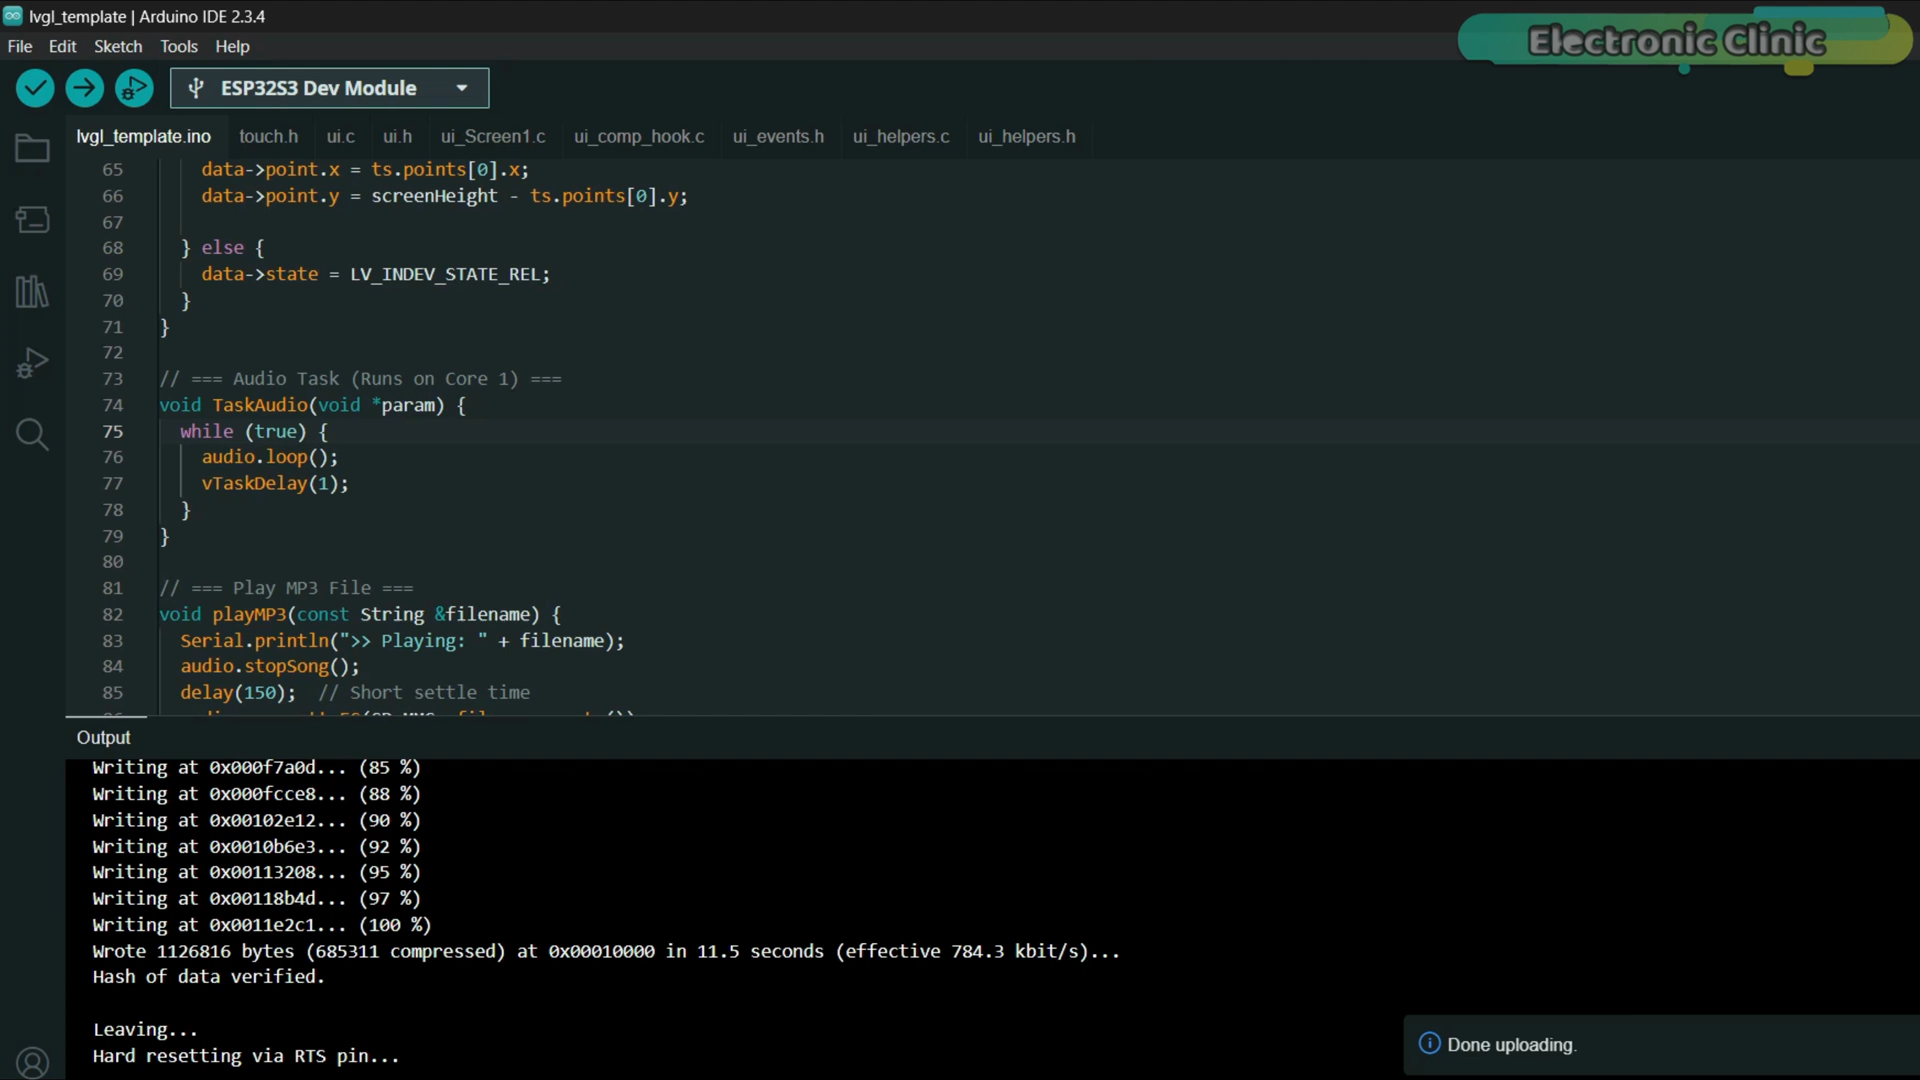 lvgl_template | Arduino IDE 2.3.4
Electronic Clinic
File Edit Sketch Tools Help
ESP32S3 Dev Module
lvgl_template.ino touch.h ui.c ui.h ui_Screen1.c ui_comp_hook.c ui_events.h ui_helpers.c ui_helpers.h
65 data->point.x = ts.points[0].x;
66 data->point.y = screenHeight - ts.points[0].y;
67
68 } else {
69 data->state = LV_INDEV_STATE_REL;
70 }
71 }
72
73 // === Audio Task (Runs on Core 1) ===
74 void TaskAudio(void *param) {
75 while (true) {
76 audio.loop();
77 vTaskDelay(1);
78 }
79 }
80
81 // === Play MP3 File ===
82 void playMP3(const String &filename) {
83 Serial.println(">> Playing: " + filename);
84 audio.stopSong();
85 delay(150);  // Short settle time
Output
Writing at 0x000f7a0d... (85 %)
Writing at 0x000fcce8... (88 %)
Writing at 0x00102e12... (90 %)
Writing at 0x0010b6e3... (92 %)
Writing at 0x00113208... (95 %)
Writing at 0x00118b4d... (97 %)
Writing at 0x0011e2c1... (100 %)
Wrote 1126816 bytes (685311 compressed) at 0x00010000 in 11.5 seconds (effective 784.3 kbit/s)...
Hash of data verified.
Leaving...
Hard resetting via RTS pin...
Done uploading.